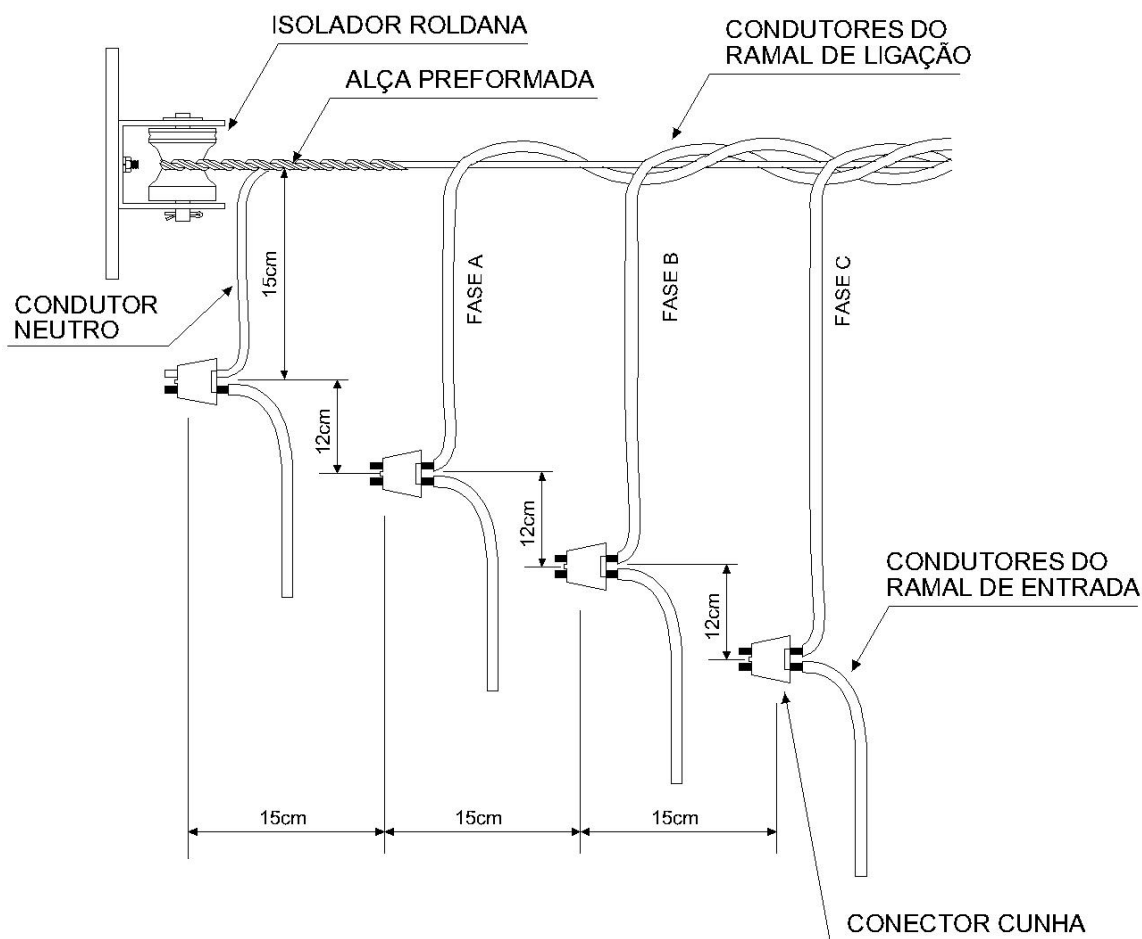 ISOLADOR ROLDANA
CONDUTORES DO
RAMAL DE LIGAÇÃO
ALÇA PREFORMADA
15cm
FASE A
FASE B
FASE C
CONDUTOR
NEUTRO
12cm
12cm
12cm
CONDUTORES DO
RAMAL DE ENTRADA
15cm
15cm
15cm
CONECTOR CUNHA